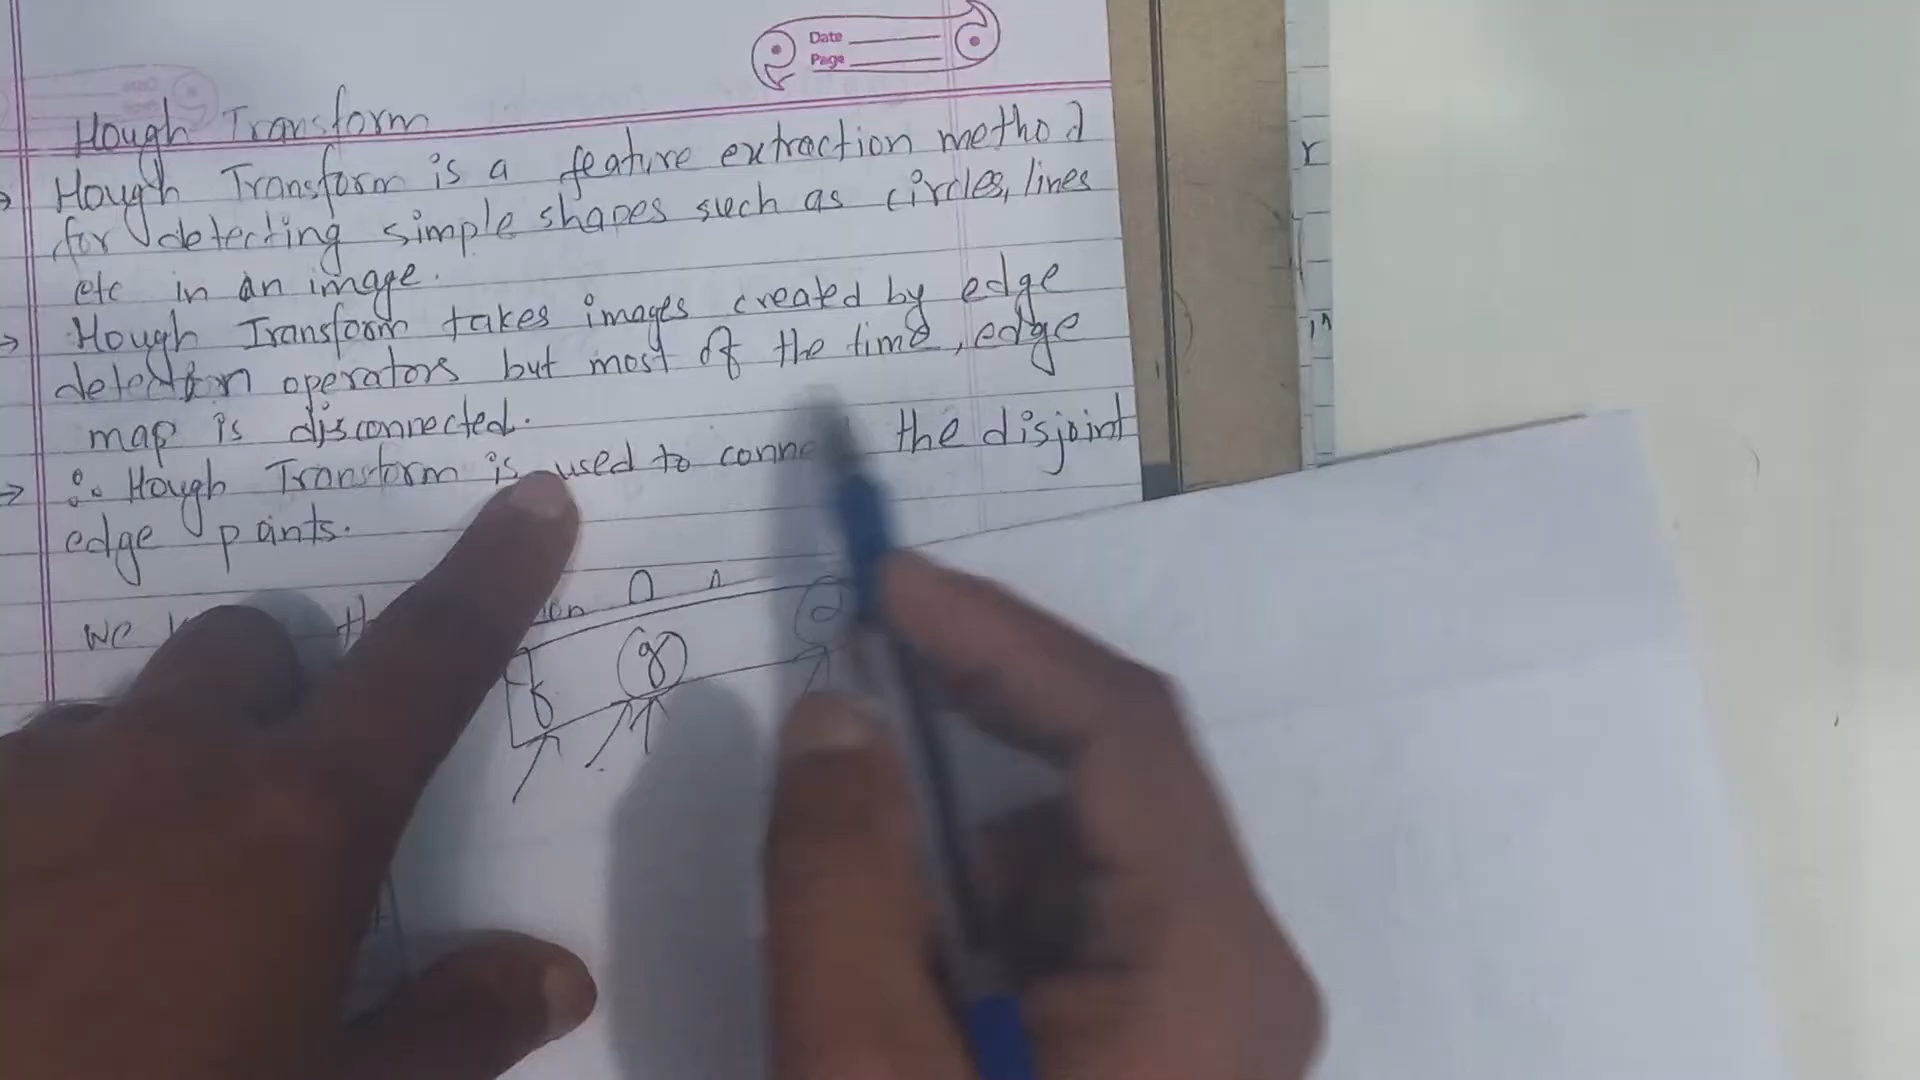 Date
Page
Hough Transform
→ Hough Transform is a feature extraction method
for detecting simple shapes such as circles, lines
etc in an image.
→ Hough Transform takes images created by edge
detection operators but most of the time, edge
map is disconnected.
→ ∴ Hough Transform is used to conne the disjoint
edge points.
we